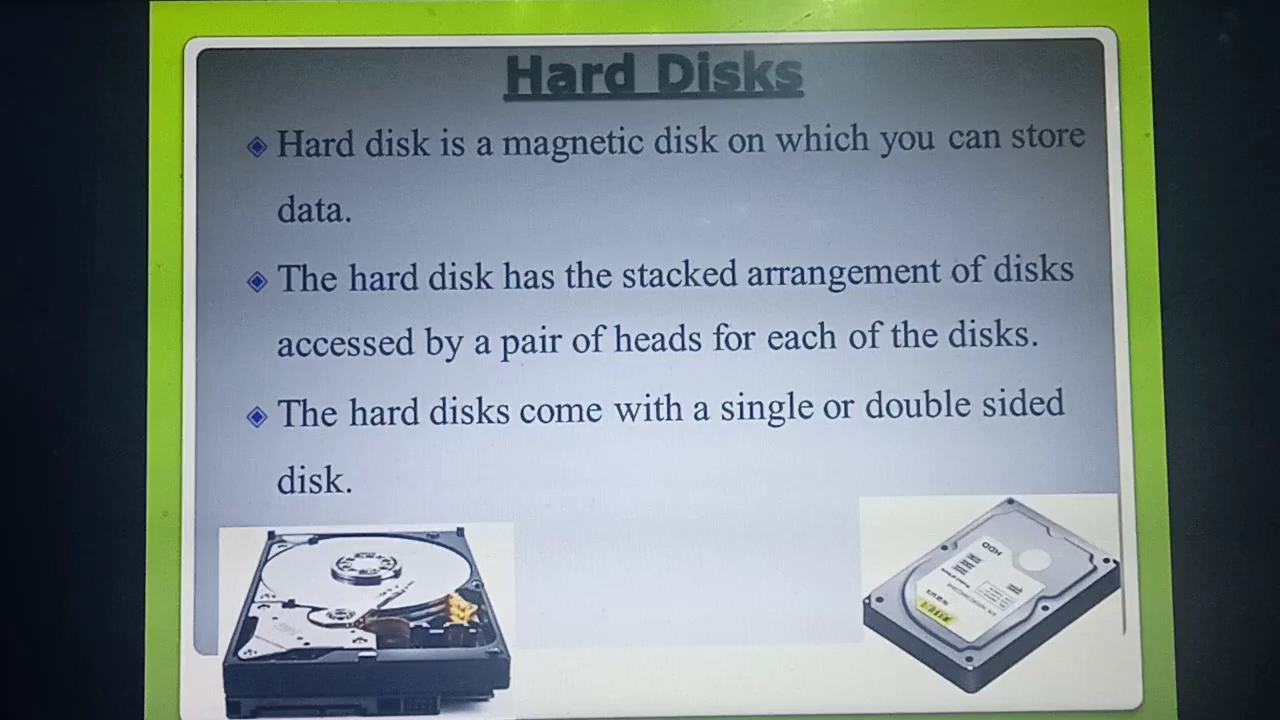 Hard Disks
Hard disk is a magnetic disk on which you can store
data.
The hard disk has the stacked arrangement of disks
accessed by a pair of heads for each of the disks.
The hard disks come with a single or double sided
disk.
HDD